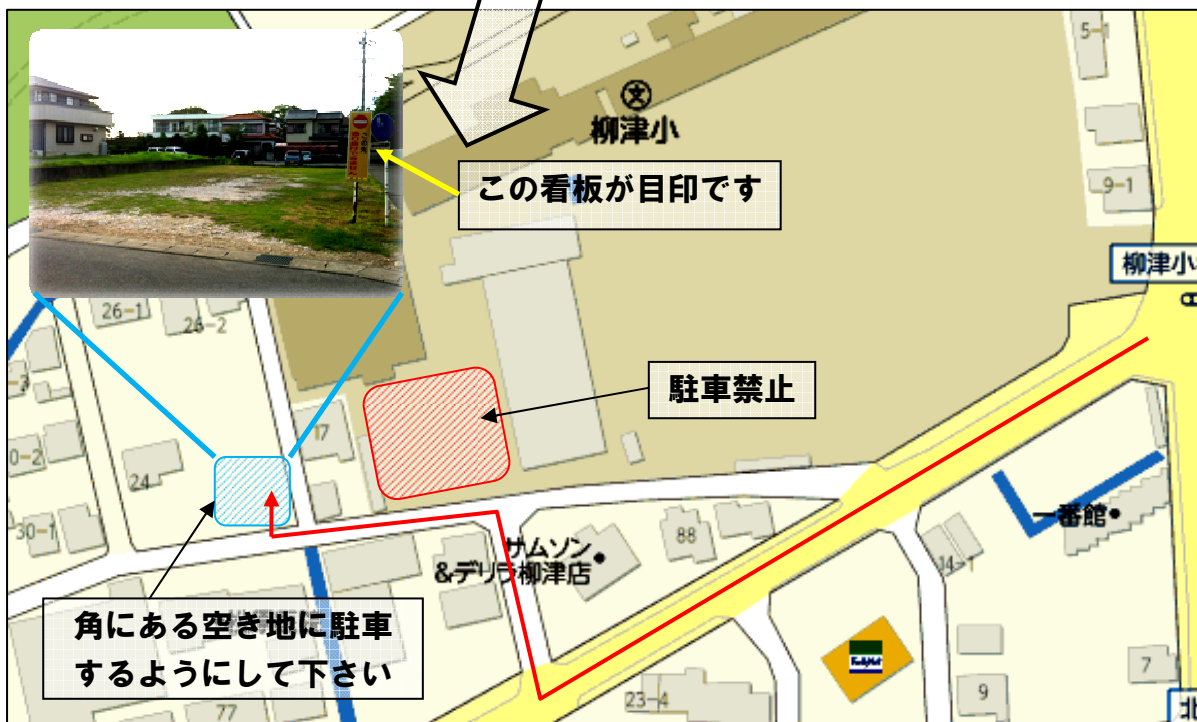 5-1
柳津小
この看板が目印です
9-1
柳津小
26-1
26-2
駐車禁止
17
24
30-1
サムソン
&デリラ柳津店
88
一番館
14-1
角にある空き地に駐車
するようにして下さい
FamilyMart
23-4
9
7
77
北